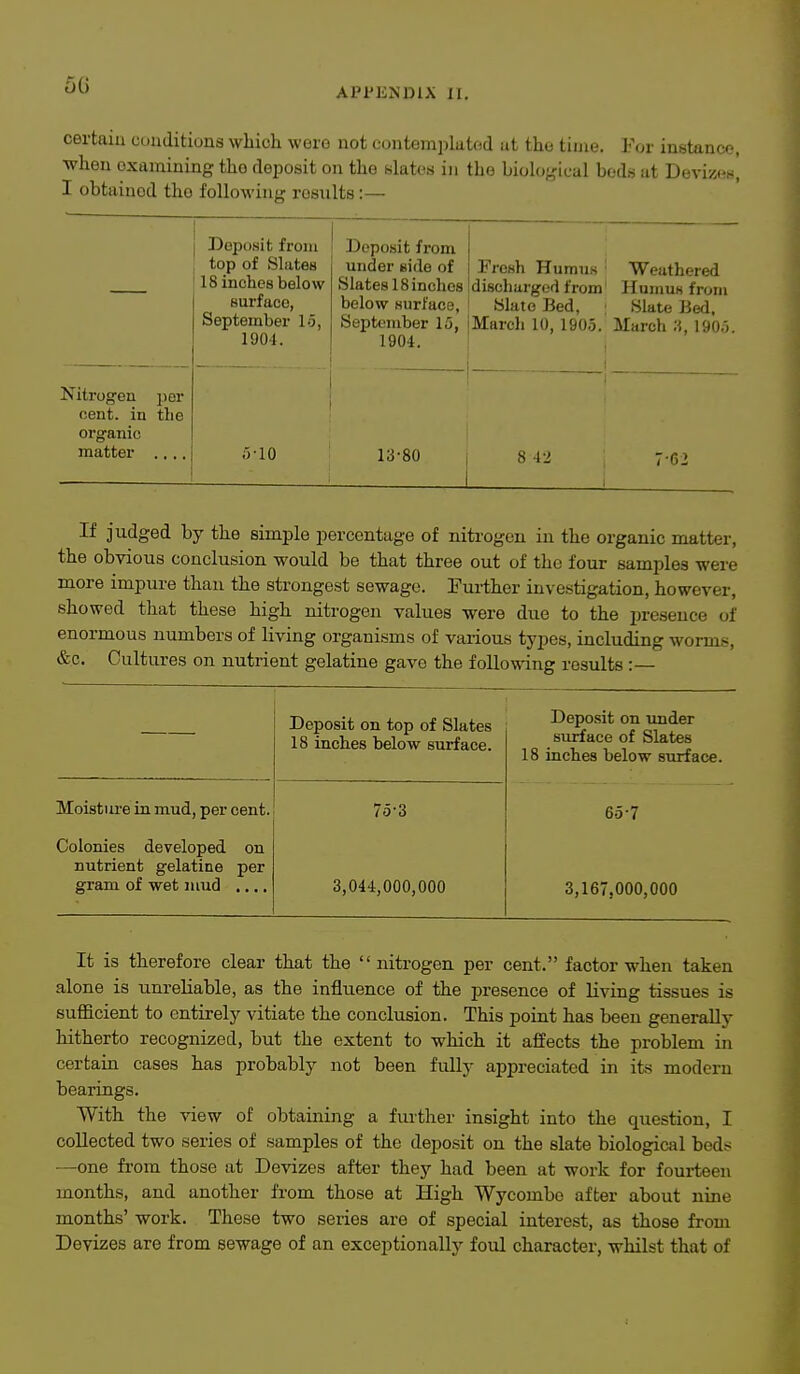 56
APPENDIX II.
certain conditions which were not contemplated at the time. For instance,
when examining the deposit on the slates in the biological beds at Devizes,
I obtained the following results:—
Deposit from top of Slates 18 inches below surface, September 15, 1904.
Deposit from under side of Slates 18 inches below surface, September 15, 1904.
Fresh Humus discharged from Slate Bed, March 10, 1905.
Weathered Humus from Slate Bed, March 3, 1905.
Nitrogen per
cent. in the
organic
matter .... 5·10 13·80 8 42 7·62
If judged by the simple percentage of nitrogen in the organic matter,
the obvious conclusion would be that three out of the four samples were
more impure than the strongest sewage. Further investigation, however,
showed that these high nitrogen values were due to the presence of
enormous numbers of living organisms of various types, including worms,
&c. Cultures on nutrient gelatine gave the following results :—
Deposit on top of Slates
18 inches below surface.
Deposit on under
surface of Slates
18 inches below surface.
Moisture in mud, per cent. 75·3 65·7
Colonies developed on
nutrient gelatine per
gram of wet mud .... 3,044,000,000 3,167,000,000
It is therefore clear that the “ nitrogen per cent.” factor when taken
alone is unreliable, as the influence of the presence of living tissues is
sufficient to entirely vitiate the conclusion. This point has been generally
hitherto recognized, but the extent to which it affects the problem in
certain cases has probably not been fully appreciated in its modern
bearings.
With the view of obtaining a further insight into the question, I
collected two series of samples of the deposit on the slate biological beds
—one from those at Devizes after they had been at work for fourteen
months, and another from those at High Wycombe after about nine
months’ work. These two series are of special interest, as those from
Devizes are from sewage of an exceptionally foul character, whilst that of